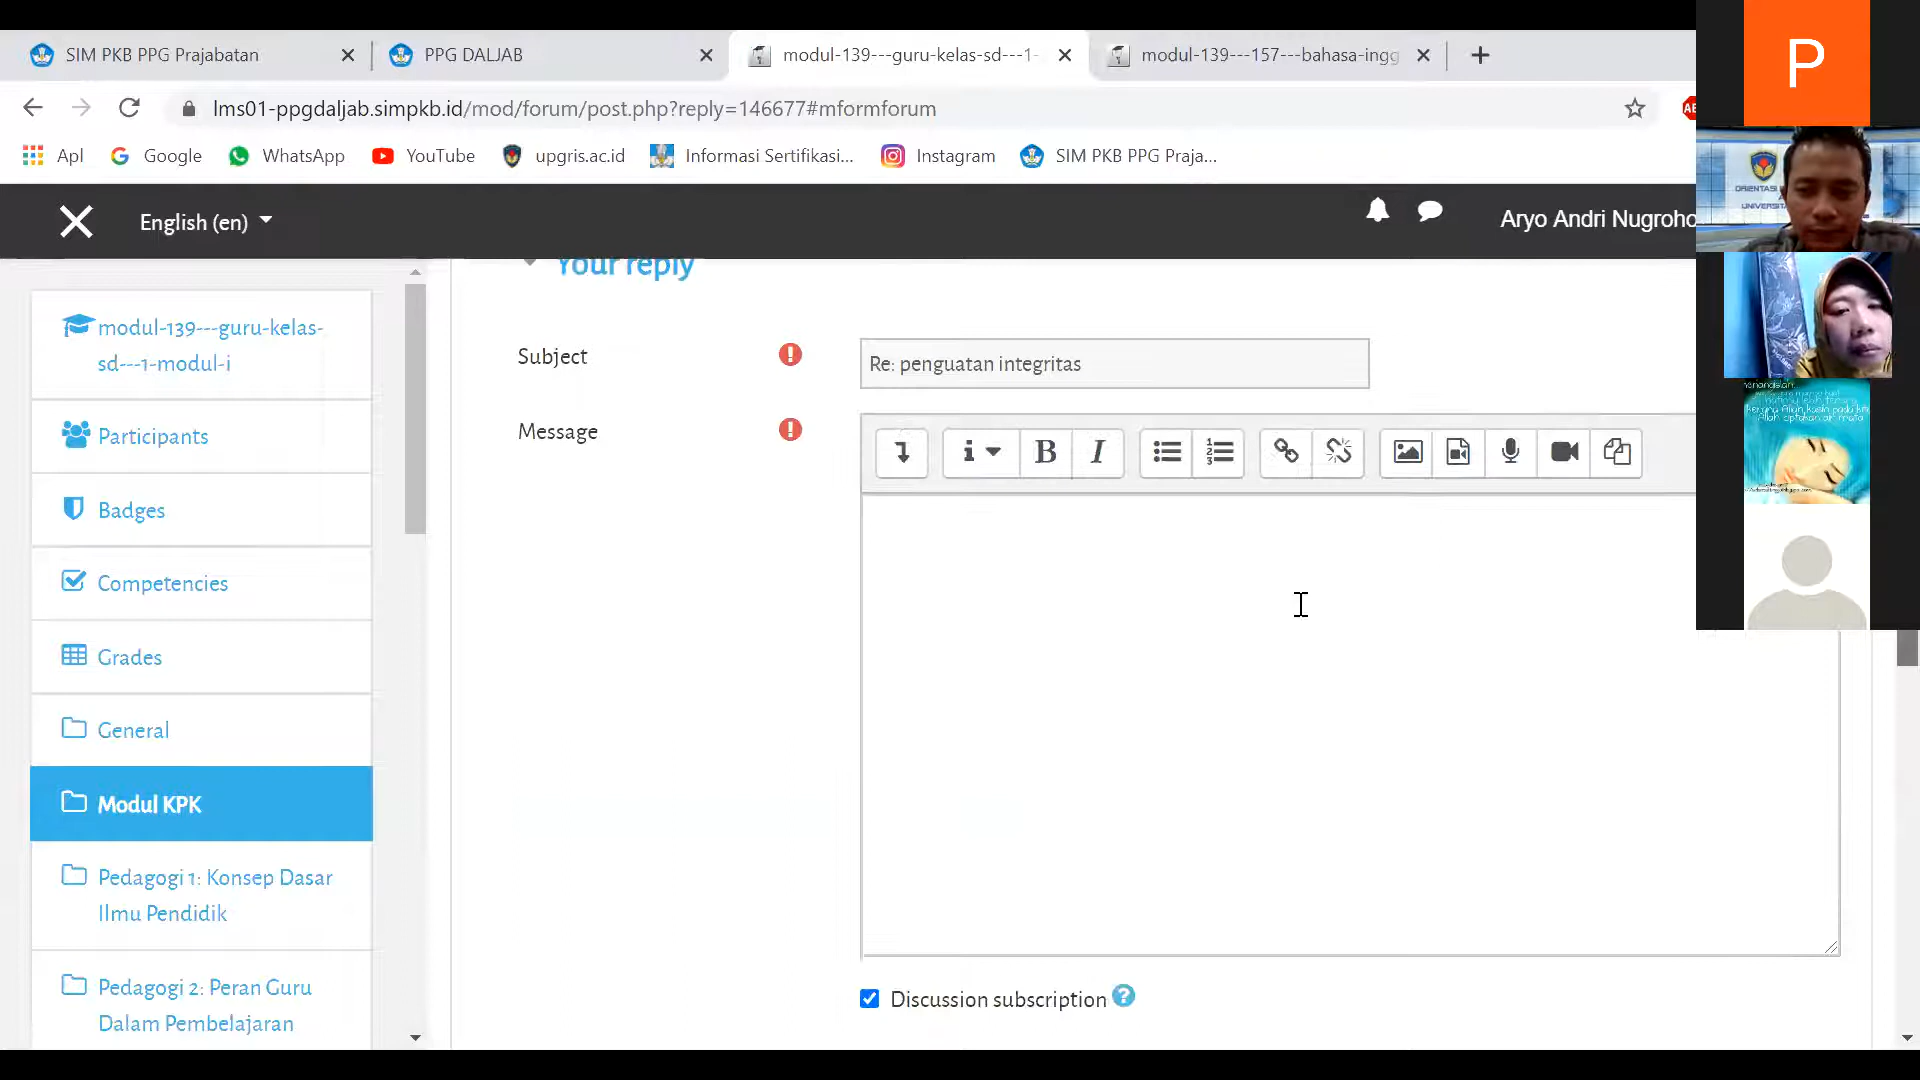 SIM PKB PPG Prajabatan
PPG DALJAB
modul-139---guru-kelas-sd---1-
modul-139---157---bahasa-ingg
lms01-ppgdaljab.simpkb.id/mod/forum/post.php?reply=146677#mformforum
Apl
Google
WhatsApp
YouTube
upgris.ac.id
Informasi Sertifikasi...
Instagram
SIM PKB PPG Praja...
English (en)
Aryo Andri Nugroho
P
modul-139---guru-kelas-
sd---1-modul-i
Participants
Badges
Competencies
Grades
General
Modul KPK
Pedagogi 1: Konsep Dasar
Ilmu Pendidik
Pedagogi 2: Peran Guru
Dalam Pembelajaran
Your reply
Subject
Re: penguatan integritas
Message
i
B
I
Discussion subscription